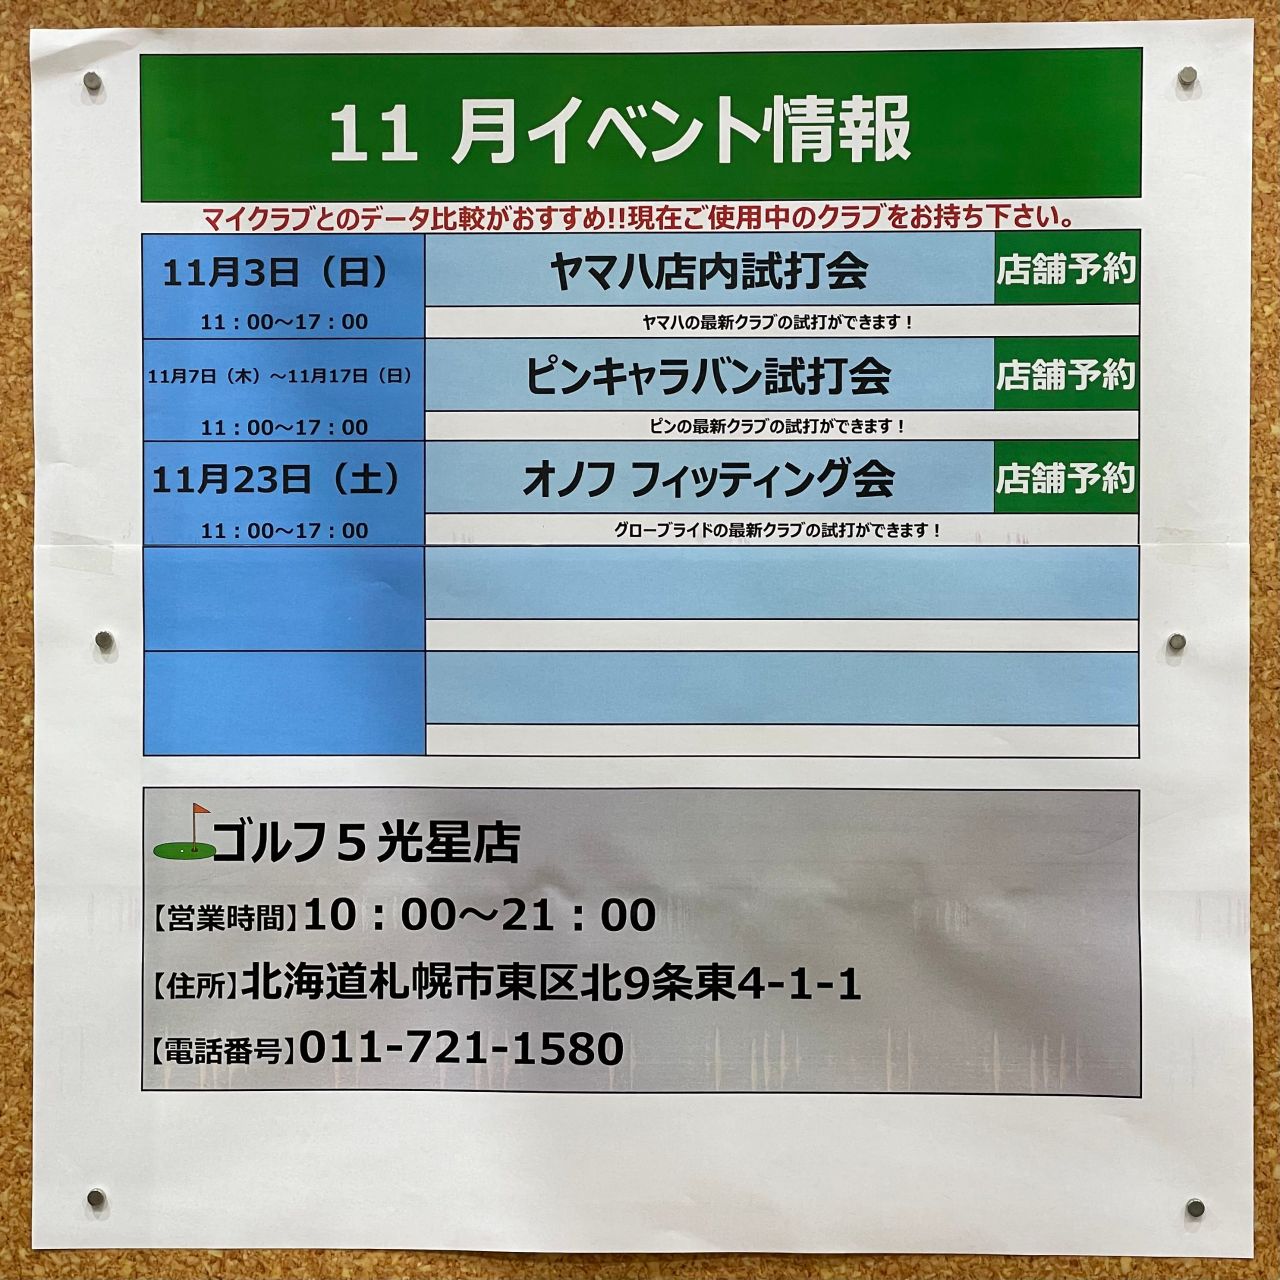 11 月イベント情報
マイクラブとのデータ比較がおすすめ!!現在ご使用中のクラブをお持ち下さい。
11月3日（日） ヤマハ店内試打会 店舗予約
11：00～17：00 ヤマハの最新クラブの試打ができます！
11月7日（木）～11月17日（日） ピンキャラバン試打会 店舗予約
11：00～17：00 ピンの最新クラブの試打ができます！
11月23日（土） オノフ フィッティング会 店舗予約
11：00～17：00 グローブライドの最新クラブの試打ができます！
ゴルフ５光星店
【営業時間】10：00～21：00
【住所】北海道札幌市東区北9条東4-1-1
【電話番号】011-721-1580